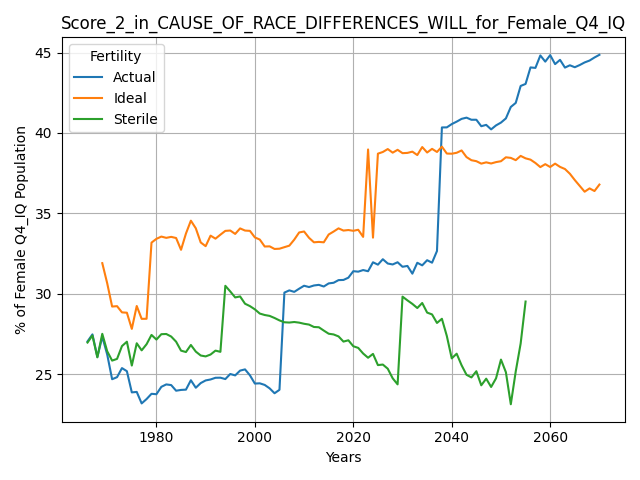 Score_2_in_CAUSE_OF_RACE_DIFFERENCES_WILL_for_Female_Q4_IQ
Fertility
Actual
Ideal
Sterile
% of Female Q4_IQ Population
45
40
35
30
25
1980
2000
2020
2040
2060
Years